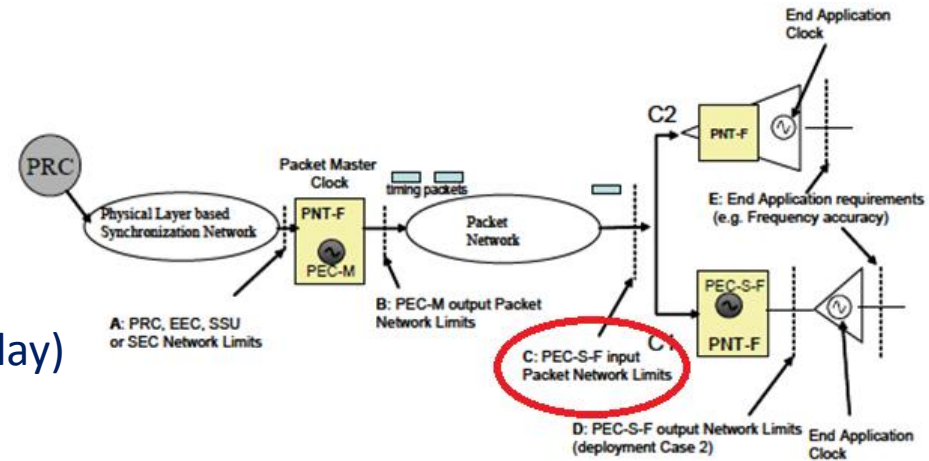 End Application
Clock
C2
PNT-F
PRC
Packet Master
Clock
timing packets
E: End Application requirements
(e.g. Frequency accuracy)
Physical Layer based
Synchronization Network
PNT-F
PEC-M
Packet
Network
PEC-S-F
PNT-F
B: PEC-M output Packet
Network Limits
A: PRC, EEC, SSU
or SEC Network Limits
lay)
C1
C: PEC-S-F input
Packet Network Limits
D: PEC-S-F output Network Limits
(deployment Case 2)
End Application
Clock